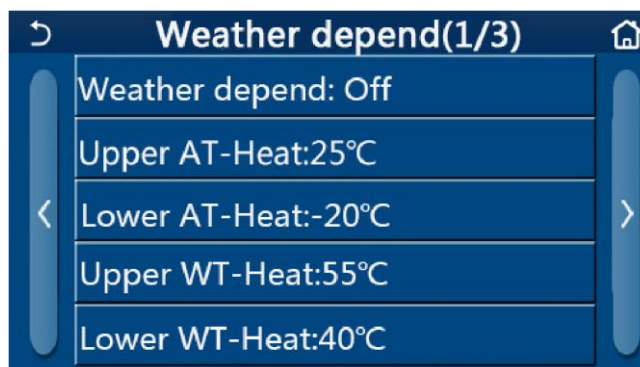 Weather depend(1/3)
Weather depend: Off
Upper AT-Heat:25℃
Lower AT-Heat:-20℃
Upper WT-Heat:55℃
Lower WT-Heat:40℃